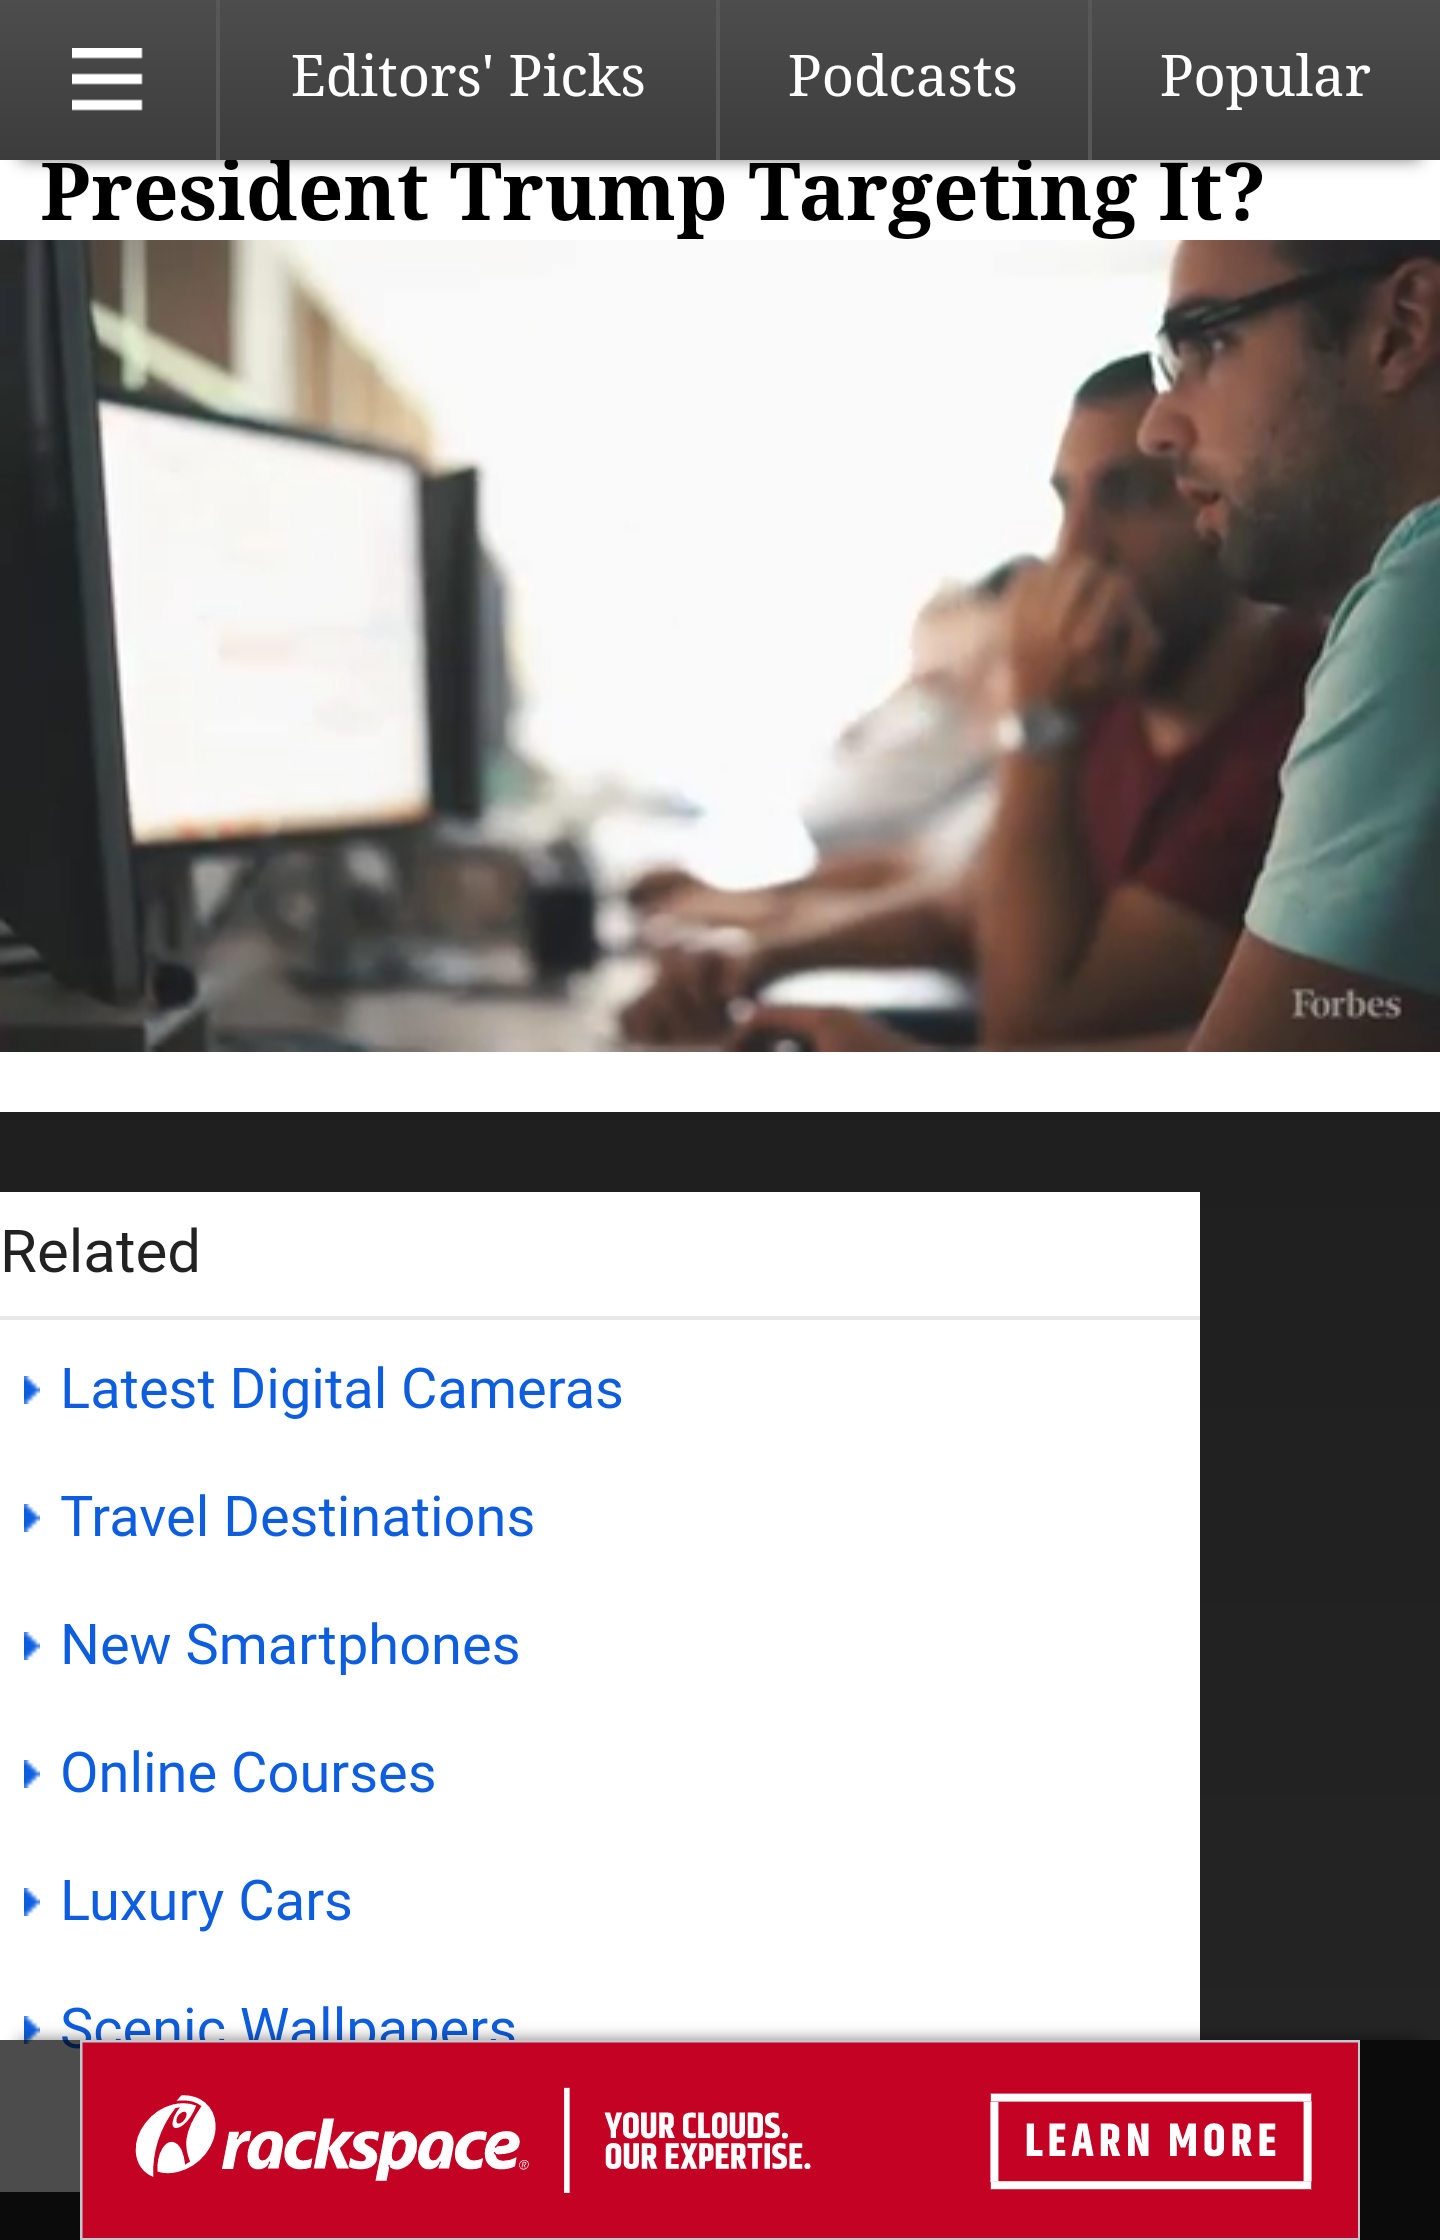 Editors' Picks Podcasts Popular
President Trump Targeting It?
Forbes
Related
Latest Digital Cameras
Travel Destinations
New Smartphones
Online Courses
Luxury Cars
Scenic Wallpapers
rackspace®
YOUR CLOUDS.
OUR EXPERTISE.
LEARN MORE